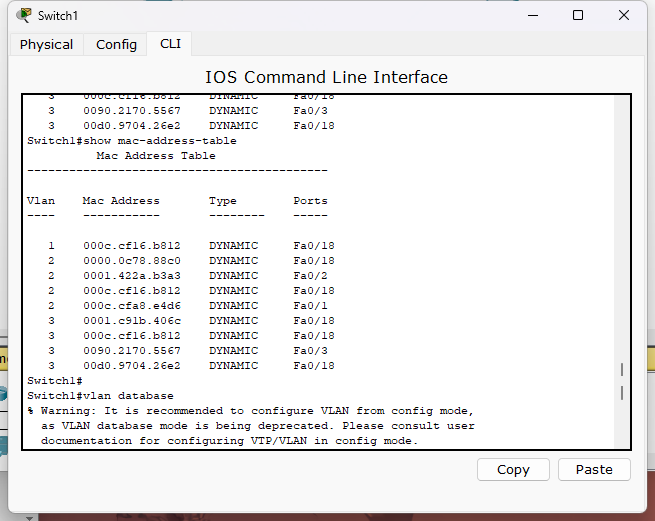 Switch1
Physical Config CLI
IOS Command Line Interface
3 000c.cf16.b812 DYNAMIC Fa0/18
3 0090.2170.5567 DYNAMIC Fa0/3
3 00d0.9704.26e2 DYNAMIC Fa0/18
Switch1#show mac-address-table
Mac Address Table
-------------------------------------------
Vlan Mac Address Type Ports
---- ----------- -------- -----
1 000c.cf16.b812 DYNAMIC Fa0/18
2 0000.0c78.88c0 DYNAMIC Fa0/18
2 0001.422a.b3a3 DYNAMIC Fa0/2
2 000c.cf16.b812 DYNAMIC Fa0/18
2 000c.cfa8.e4d6 DYNAMIC Fa0/1
3 0001.c91b.406c DYNAMIC Fa0/18
3 000c.cf16.b812 DYNAMIC Fa0/18
3 0090.2170.5567 DYNAMIC Fa0/3
3 00d0.9704.26e2 DYNAMIC Fa0/18
Switch1#
Switch1#vlan database
% Warning: It is recommended to configure VLAN from config mode,
as VLAN database mode is being deprecated. Please consult user
documentation for configuring VTP/VLAN in config mode.
Copy Paste